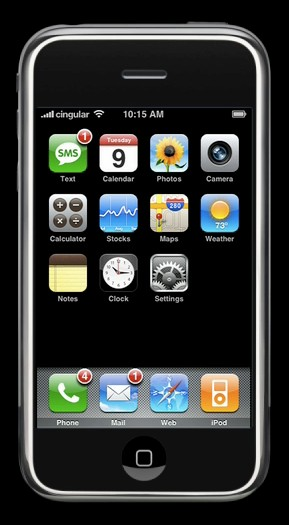 cingular 10:15 AM
SMS 1 Tuesday 9 280
Text Calendar Photos Camera
73°
Calculator Stocks Maps Weather
Notes Clock Settings
4 1
Phone Mail Web iPod